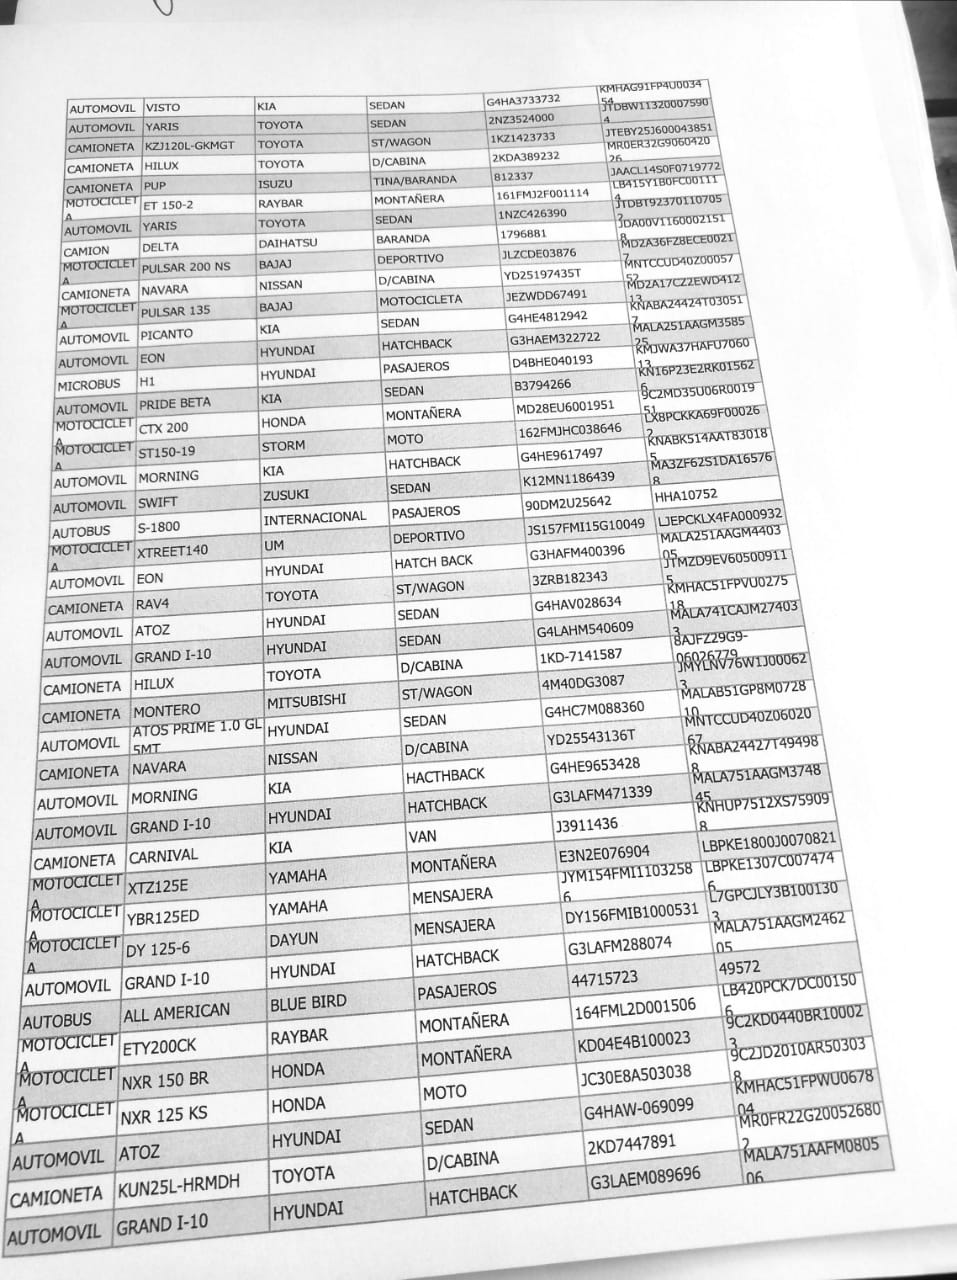 AUTOMOVIL VISTO KIA SEDAN G4HA3733732 KMHAG91FP4U003454
AUTOMOVIL YARIS TOYOTA SEDAN 2NZ3524000 JTDBW113200075904
CAMIONETA KZJ120L-GKMGT TOYOTA ST/WAGON 1KZ1423733 JTEBY25J600043851
CAMIONETA HILUX TOYOTA D/CABINA 2KDA389232 MR0ER32G906042026
CAMIONETA PUP ISUZU TINA/BARANDA 812337 JAACL14S0F0719772
MOTOCICLETA ET 150-2 RAYBAR MONTAÑERA 161FMJ2F001114 LB415Y1B0FC001114
AUTOMOVIL YARIS TOYOTA SEDAN 1NZC426390 JTDBT923701107052
CAMION DELTA DAIHATSU BARANDA 1796881 JDA00V11600021518
MOTOCICLETA PULSAR 200 NS BAJAJ DEPORTIVO JLZCDE03876 MD2A36FZ8ECE00217
CAMIONETA NAVARA NISSAN D/CABINA YD25197435T MNTCCUD40Z0005752
MOTOCICLETA PULSAR 135 BAJAJ MOTOCICLETA JEZWDD67491 MD2A17CZ2EWD41213
AUTOMOVIL PICANTO KIA SEDAN G4HE4812942 KNABA24424T030517
AUTOMOVIL EON HYUNDAI HATCHBACK G3HAEM322722 MALA251AAGM358525
MICROBUS H1 HYUNDAI PASAJEROS D4BHE040193 KMJWA37HAFU706013
AUTOMOVIL PRIDE BETA KIA SEDAN B3794266 KN16P23E2RK015626
MOTOCICLETA CTX 200 HONDA MONTAÑERA MD28EU6001951 9C2MD35U06R001951
MOTOCICLETA ST150-19 STORM MOTO 162FMJHC038646 LX8PCKKA69F000262
AUTOMOVIL MORNING KIA HATCHBACK G4HE9617497 KNABK514AAT830185
AUTOMOVIL SWIFT ZUSUKI SEDAN K12MN1186439 MA3ZF62S1DA165768
AUTOBUS S-1800 INTERNACIONAL PASAJEROS 90DM2U25642 HHA10752
MOTOCICLETA XTREET140 UM DEPORTIVO JS157FMI15G10049 LJEPCKLX4FA000932
AUTOMOVIL EON HYUNDAI HATCH BACK G3HAFM400396 MALA251AAGM440305
CAMIONETA RAV4 TOYOTA ST/WAGON 3ZRB182343 JTMZD9EV605009115
AUTOMOVIL ATOZ HYUNDAI SEDAN G4HAV028634 KMHAC51FPVU027518
AUTOMOVIL GRAND I-10 HYUNDAI SEDAN G4LAHM540609 MALA741CAJM274033
CAMIONETA HILUX TOYOTA D/CABINA 1KD-7141587 8AJFZ29G9-06026779
CAMIONETA MONTERO MITSUBISHI ST/WAGON 4M40DG3087 JMYLNV76W1J000623
AUTOMOVIL ATOS PRIME 1.0 GL 5MT HYUNDAI SEDAN G4HC7M088360 MALAB51GP8M072810
CAMIONETA NAVARA NISSAN D/CABINA YD25543136T MNTCCUD40Z0602067
AUTOMOVIL MORNING KIA HACTHBACK G4HE9653428 KNABA24427T494988
AUTOMOVIL GRAND I-10 HYUNDAI HATCHBACK G3LAFM471339 MALA751AAGM374845
CAMIONETA CARNIVAL KIA VAN J3911436 KNHUP7512XS759098
MOTOCICLETA XTZ125E YAMAHA MONTAÑERA E3N2E076904 LBPKE1800J0070821
MOTOCICLETA YBR125ED YAMAHA MENSAJERA JYM154FMI11032586 LBPKE1307C0074746
MOTOCICLETA DY 125-6 DAYUN MENSAJERA DY156FMIB1000531 L7GPCJLY3B1001303
AUTOMOVIL GRAND I-10 HYUNDAI HATCHBACK G3LAFM288074 MALA751AAGM246205
AUTOBUS ALL AMERICAN BLUE BIRD PASAJEROS 44715723 49572
MOTOCICLETA ETY200CK RAYBAR MONTAÑERA 164FML2D001506 LB420PCK7DC001506
MOTOCICLETA NXR 150 BR HONDA MONTAÑERA KD04E4B100023 9C2KD0440BR100023
MOTOCICLETA NXR 125 KS HONDA MOTO JC30E8A503038 9C2JD2010AR503038
AUTOMOVIL ATOZ HYUNDAI SEDAN G4HAW-069099 KMHAC51FPWU067804
CAMIONETA KUN25L-HRMDH TOYOTA D/CABINA 2KD7447891 MR0FR22G200526802
AUTOMOVIL GRAND I-10 HYUNDAI HATCHBACK G3LAEM089696 MALA751AAFM080506